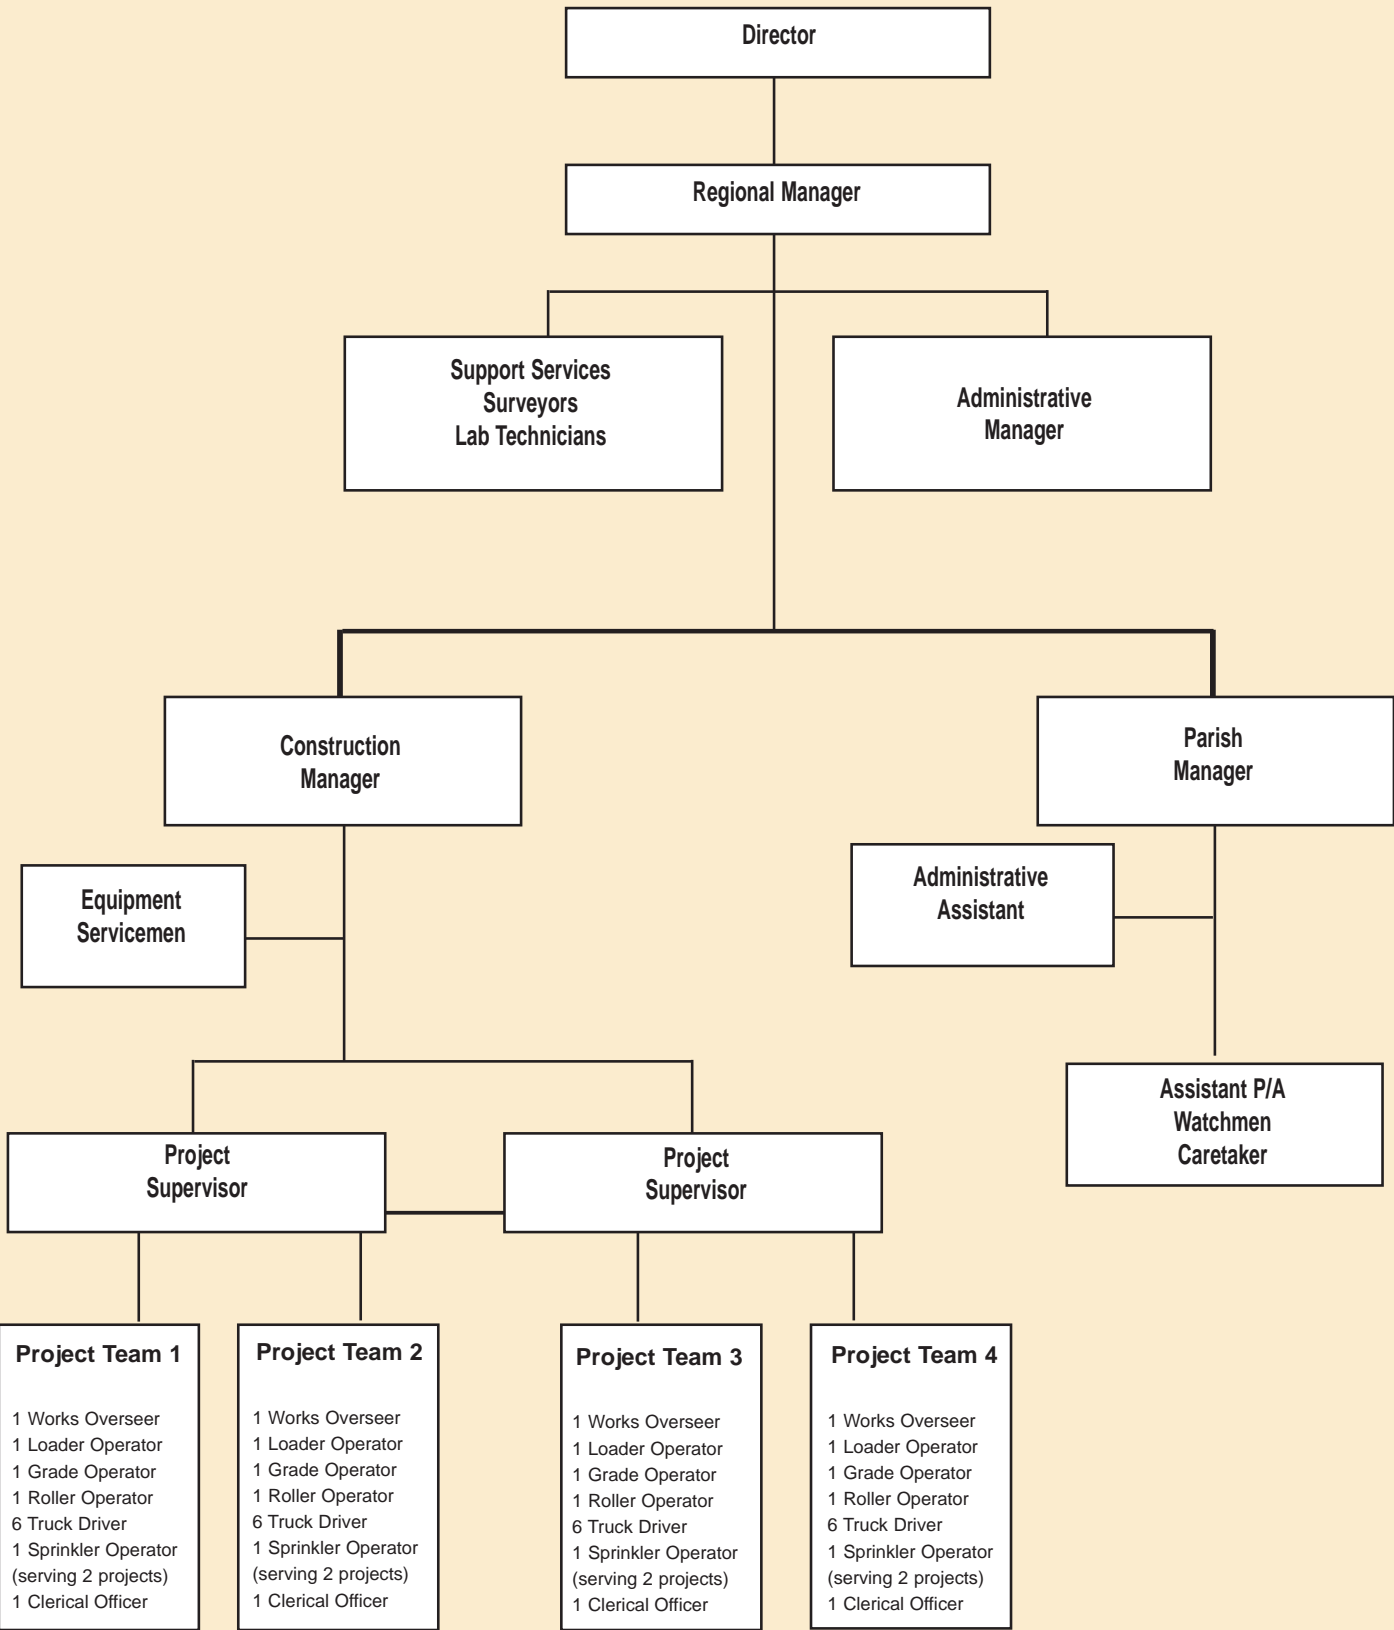 Director
Regional Manager
Support Services
Surveyors
Lab Technicians
Administrative
Manager
Construction
Manager
Parish
Manager
Equipment
Servicemen
Administrative
Assistant
Assistant P/A
Watchmen
Caretaker
Project
Supervisor
Project
Supervisor
Project Team 1
1 Works Overseer
1 Loader Operator
1 Grade Operator
1 Roller Operator
6 Truck Driver
1 Sprinkler Operator
(serving 2 projects)
1 Clerical Officer
Project Team 2
1 Works Overseer
1 Loader Operator
1 Grade Operator
1 Roller Operator
6 Truck Driver
1 Sprinkler Operator
(serving 2 projects)
1 Clerical Officer
Project Team 3
1 Works Overseer
1 Loader Operator
1 Grade Operator
1 Roller Operator
6 Truck Driver
1 Sprinkler Operator
(serving 2 projects)
1 Clerical Officer
Project Team 4
1 Works Overseer
1 Loader Operator
1 Grade Operator
1 Roller Operator
6 Truck Driver
1 Sprinkler Operator
(serving 2 projects)
1 Clerical Officer